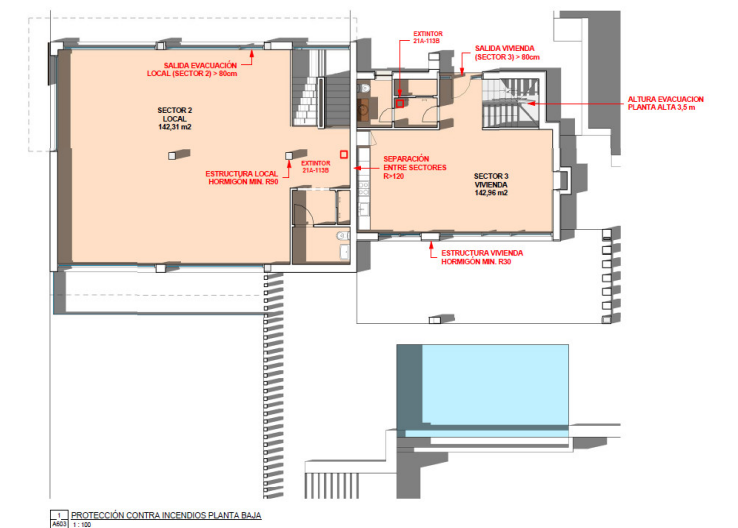 EXTINTOR
21A-113B
SALIDA EVACUACIÓN
LOCAL (SECTOR 2) > 80cm
SALIDA VIVIENDA
(SECTOR 3) > 80cm
ALTURA EVACUACION
PLANTA ALTA 3,5 m
SECTOR 2
LOCAL
142,31 m2
EXTINTOR
21A-113B
SEPARACIÓN
ENTRE SECTORES
R>120
ESTRUCTURA LOCAL
HORMIGÓN MIN. R90
SECTOR 3
VIVIENDA
142,96 m2
ESTRUCTURA VIVIENDA
HORMIGÓN MIN. R30
1 PROTECCIÓN CONTRA INCENDIOS PLANTA BAJA
A603 1 : 100